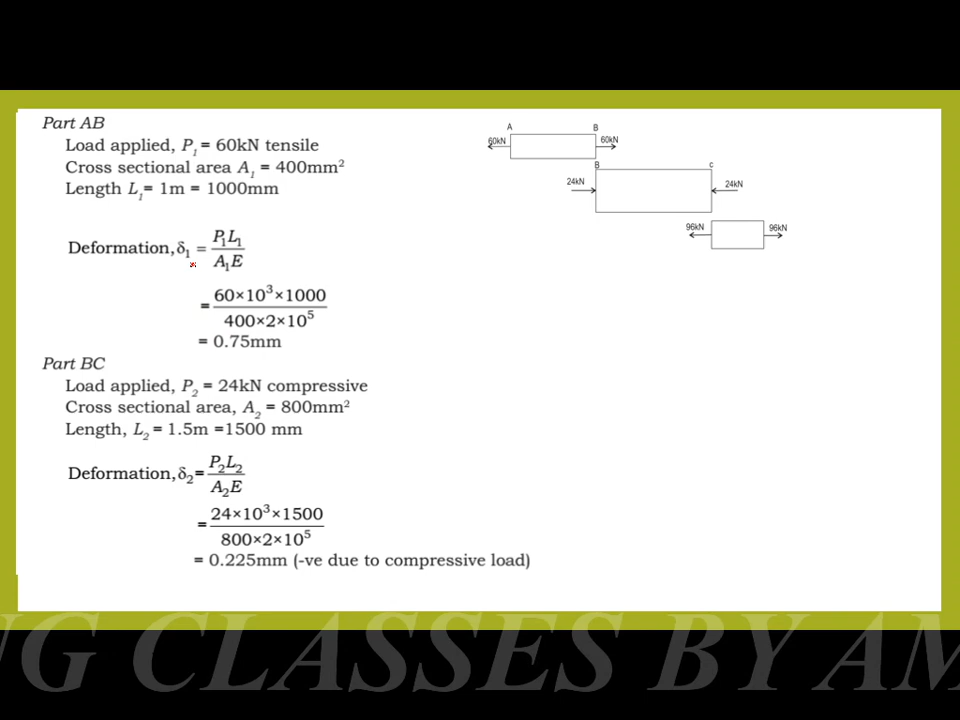 Part AB
Load applied, P1 = 60kN tensile
Cross sectional area A1 = 400mm²
Length L1= 1m = 1000mm
Deformation, δ1 = P1L1 / A1E
= 60×10³×1000 / 400×2×10⁵
= 0.75mm
Part BC
Load applied, P2 = 24kN compressive
Cross sectional area, A2 = 800mm²
Length, L2 = 1.5m =1500 mm
Deformation, δ2= P2L2 / A2E
= 24×10³×1500 / 800×2×10⁵
= 0.225mm (-ve due to compressive load)
A B
60kN 60kN
B c
24kN 24kN
96kN 96kN
NG CLASSES BY AM